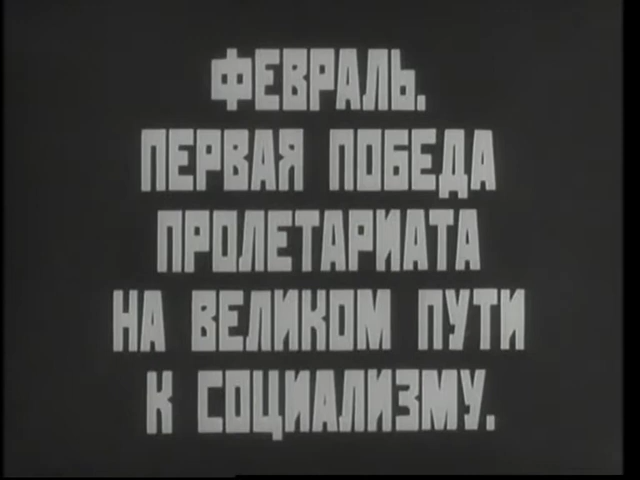 ФЕВРАЛЬ.
ПЕРВАЯ ПОБЕДА
ПРОЛЕТАРИАТА
НА ВЕЛИКОМ ПУТИ
К СОЦИАЛИЗМУ.